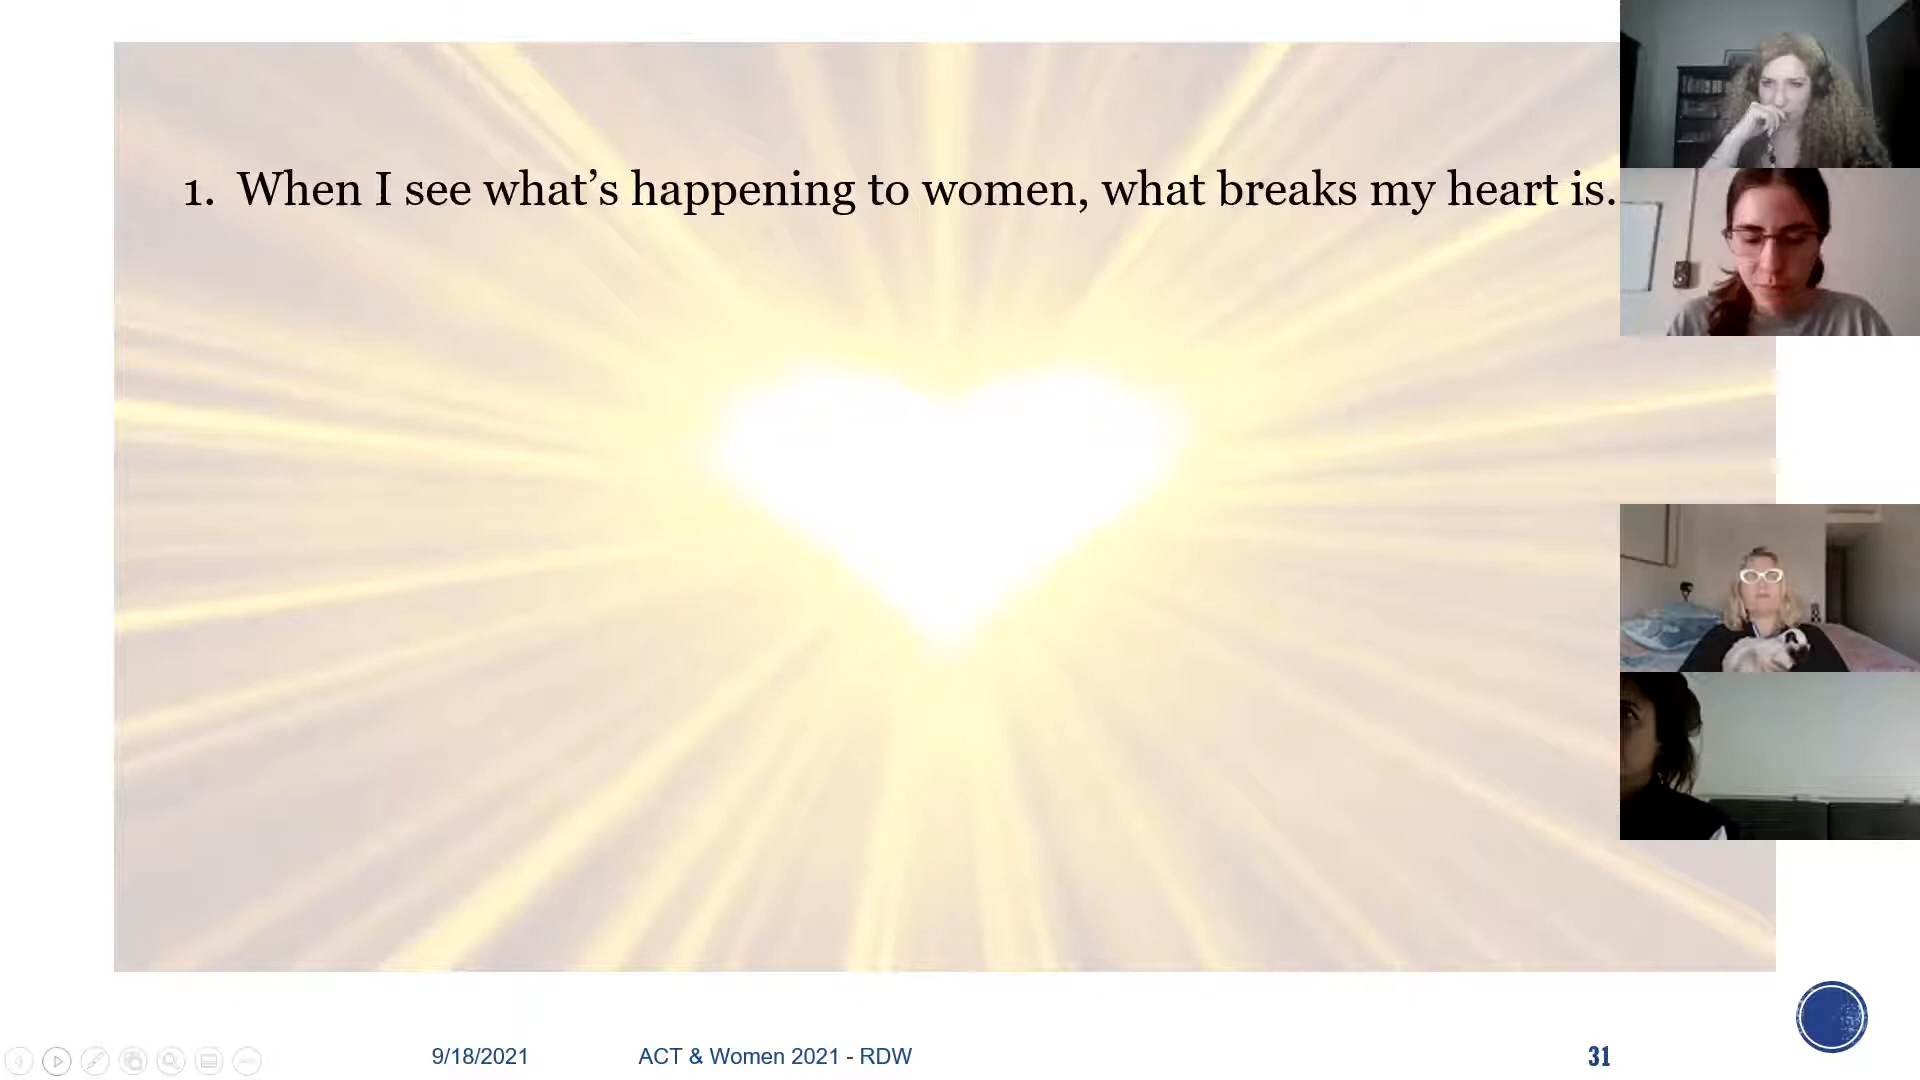 1. When I see what’s happening to women, what breaks my heart is.
9/18/2021 ACT & Women 2021 - RDW 31